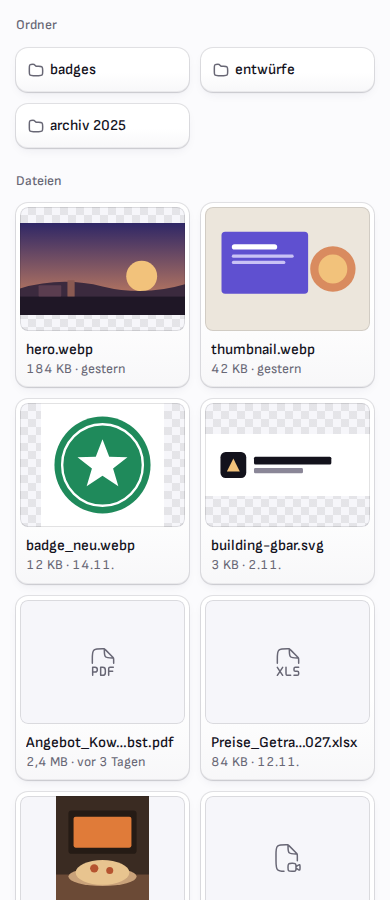 Ordner
badges
entwürfe
archiv 2025
Dateien
hero.webp
184 KB · gestern
thumbnail.webp
42 KB · gestern
badge_neu.webp
12 KB · 14.11.
building-gbar.svg
3 KB · 2.11.
PDF
XLS
Angebot_Kow...bst.pdf
2,4 MB · vor 3 Tagen
Preise_Getra...027.xlsx
84 KB · 12.11.